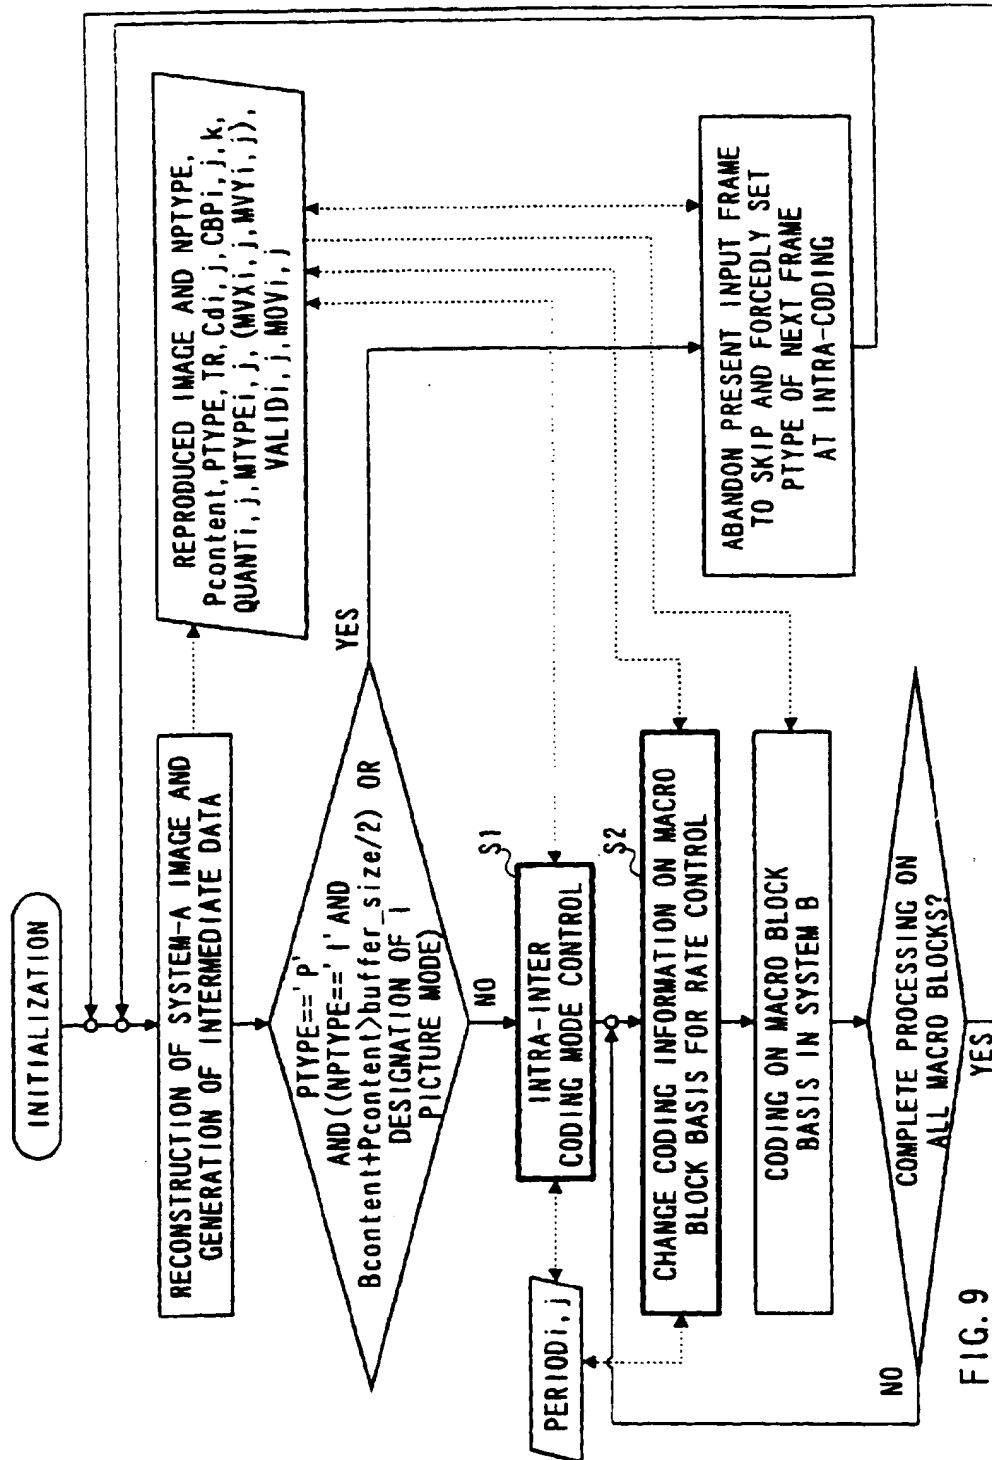 INITIALIZATION
RECONSTRUCTION OF SYSTEM-A IMAGE AND
GENERATION OF INTERMEDIATE DATA
REPRODUCED IMAGE AND NPTYPE,
Pcontent, PTYPE, TR, Cdi, j, CBPi, j, k,
QUANTi, j, MTYPEi, j, (MVXi, j, MVYi, j),
VALIDi, j, MOVi, j
PTYPE=='P'
AND((NPTYPE=='I' AND
Bcontent+Pcontent>buffer_size/2) OR
DESIGNATION OF I
PICTURE MODE)
YES
NO
ABANDON PRESENT INPUT FRAME
TO SKIP AND FORCEDLY SET
PTYPE OF NEXT FRAME
AT INTRA-CODING
S1
INTRA-INTER
CODING MODE CONTROL
PERIODi, j
S2
CHANGE CODING INFORMATION ON MACRO
BLOCK BASIS FOR RATE CONTROL
CODING ON MACRO BLOCK
BASIS IN SYSTEM B
COMPLETE PROCESSING ON
ALL MACRO BLOCKS?
NO
YES
FIG. 9